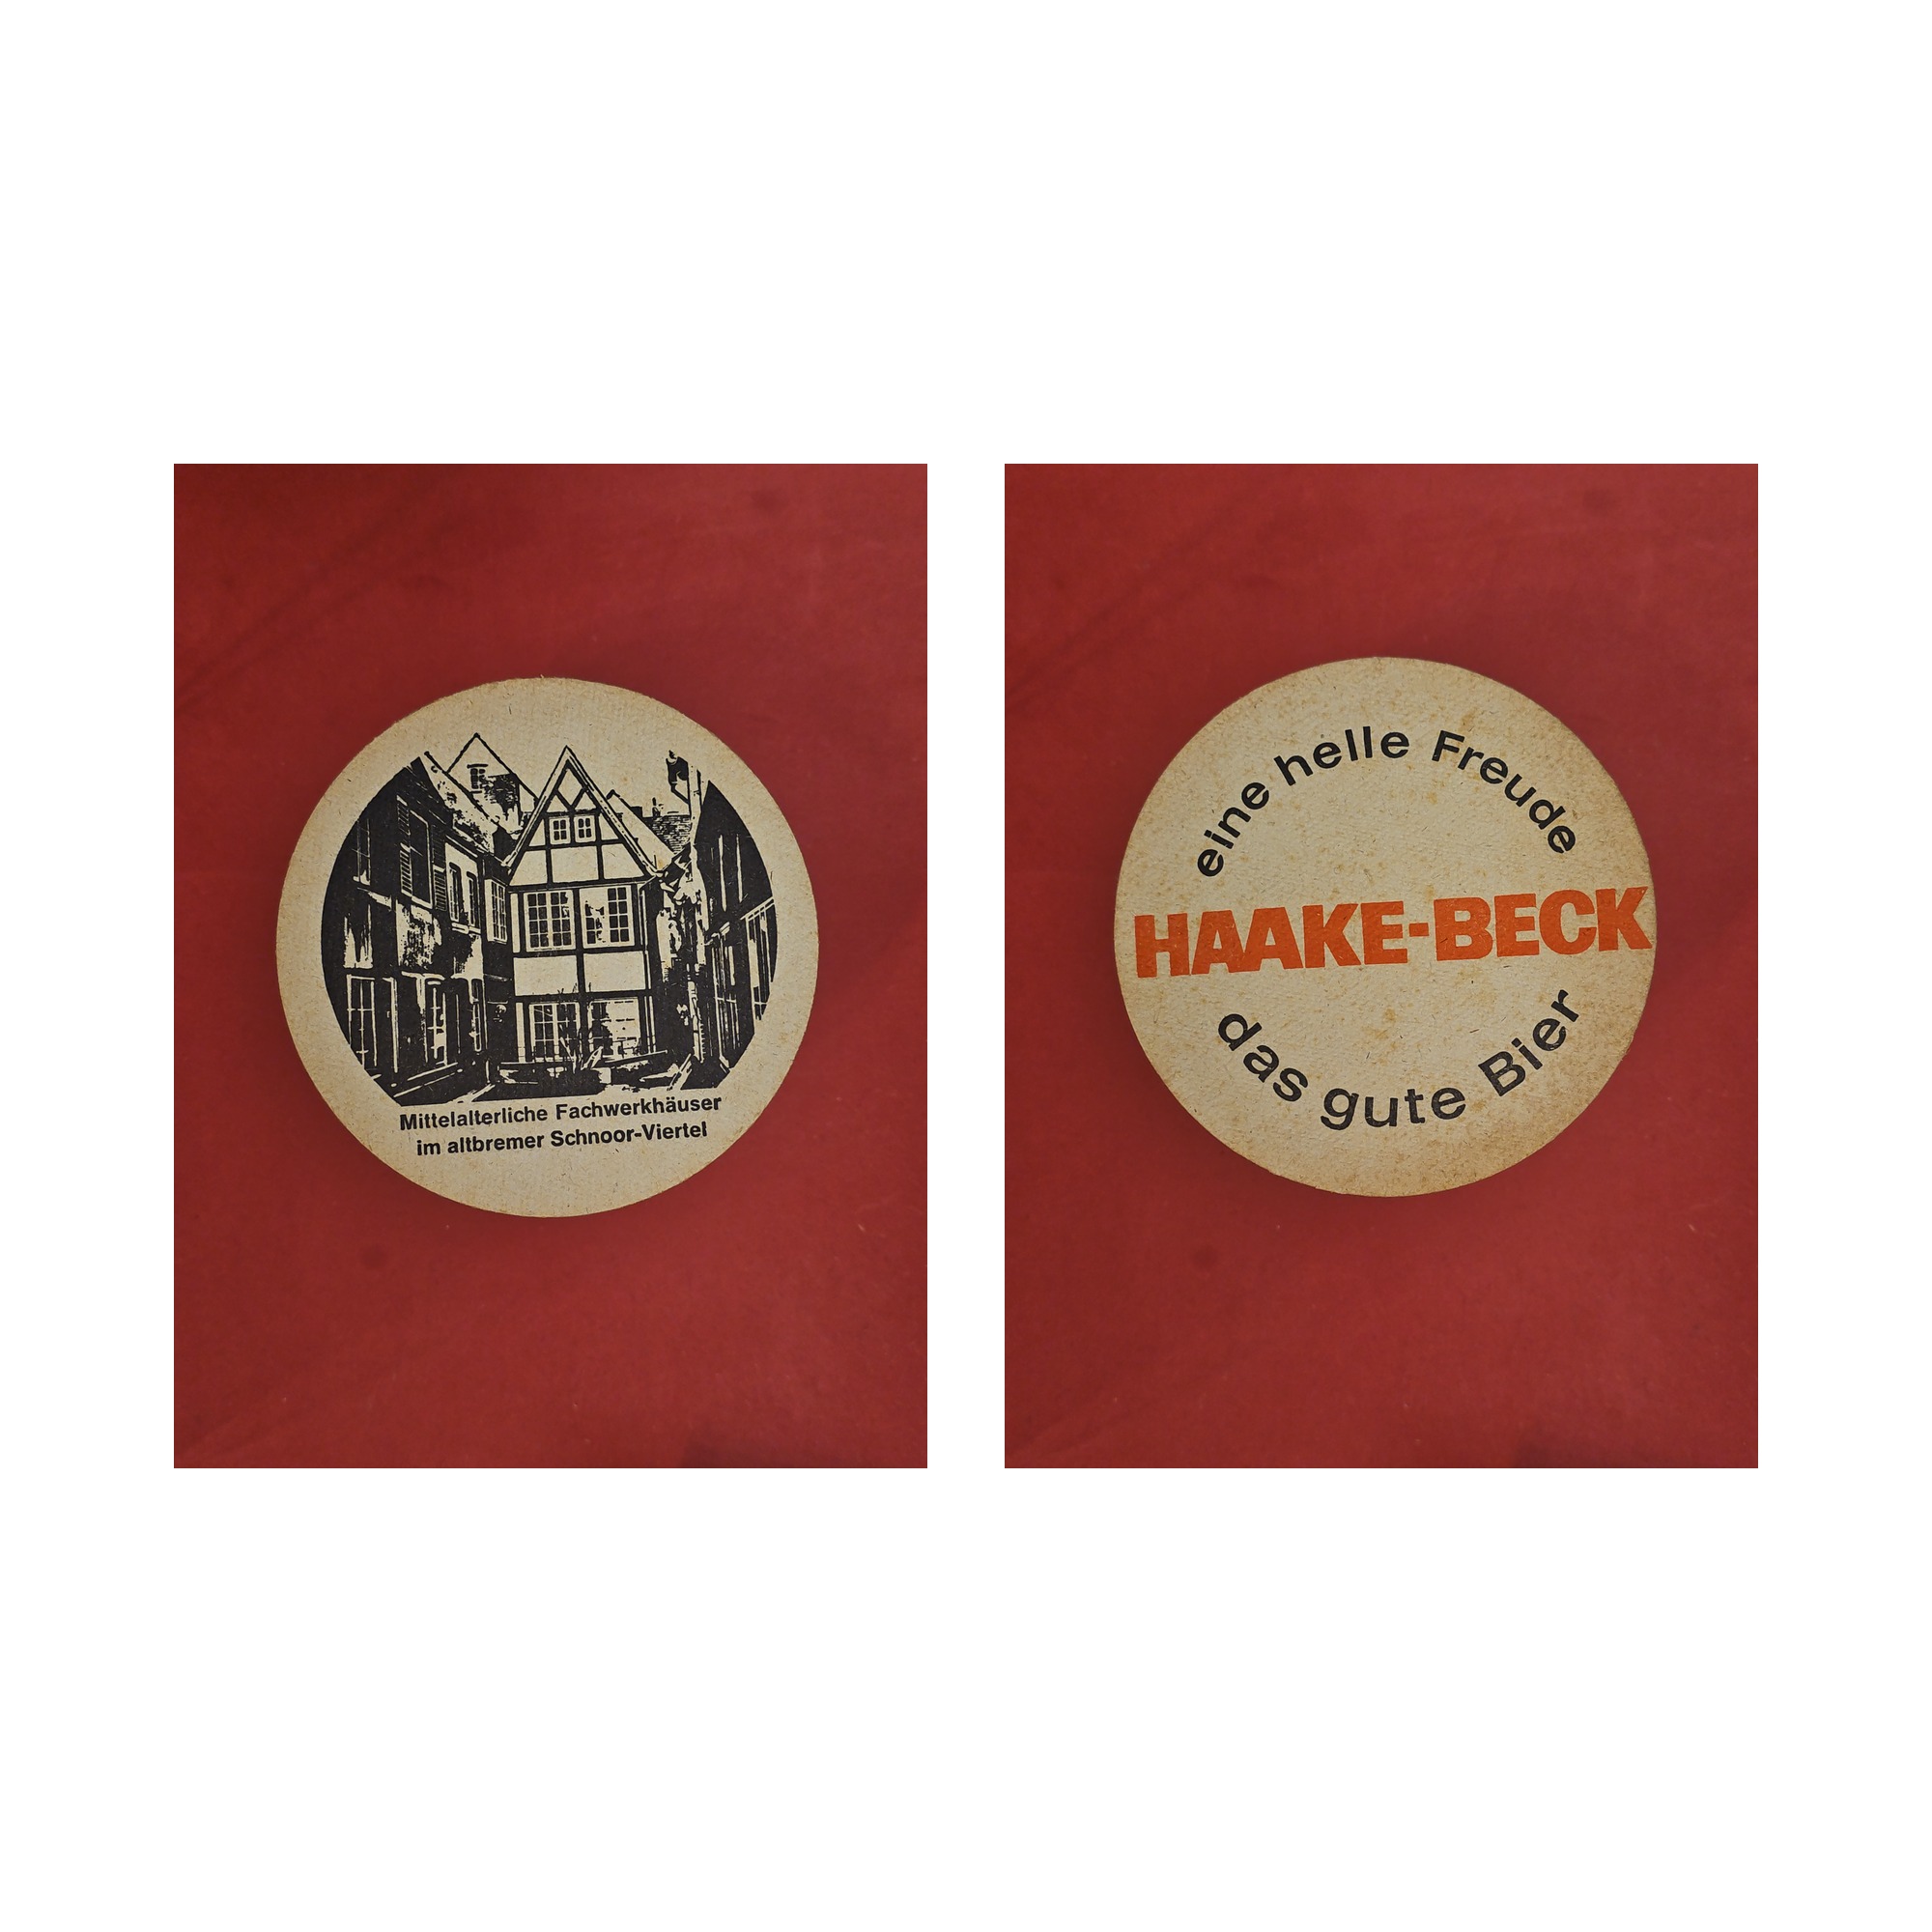 Mittelalterliche Fachwerkhäuser
im altbremer Schnoor-Viertel
eine helle Freude
HAAKE-BECK
das gute Bier